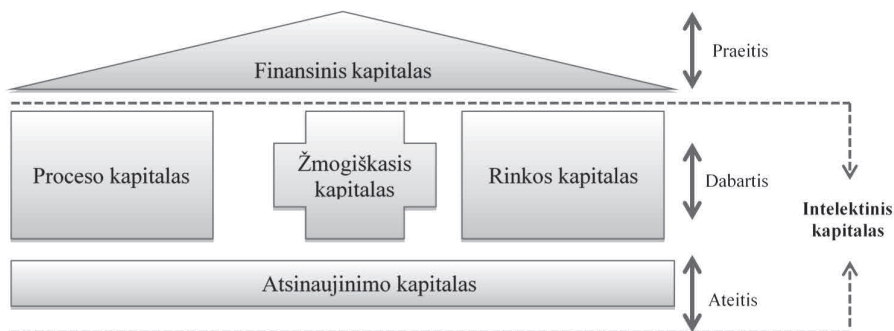 Finansinis kapitalas
Praeitis
Proceso kapitalas
Žmogiškasis
kapitalas
Rinkos kapitalas
Dabartis
Intelektinis
kapitalas
Atsinaujinimo kapitalas
Ateitis